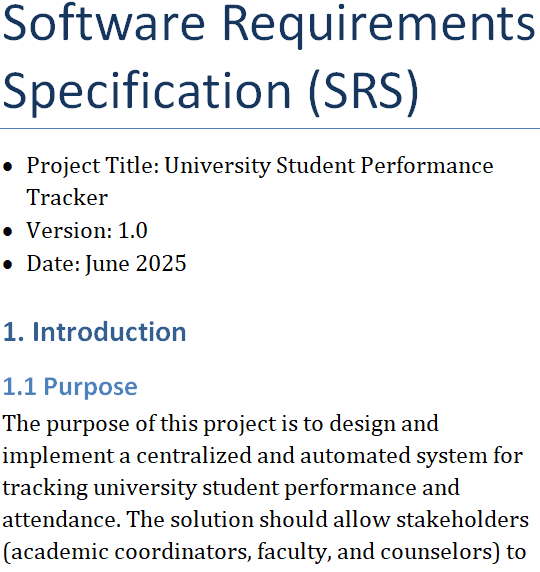 Software Requirements
Specification (SRS)
• Project Title: University Student Performance
Tracker
• Version: 1.0
• Date: June 2025
1. Introduction
1.1 Purpose
The purpose of this project is to design and
implement a centralized and automated system for
tracking university student performance and
attendance. The solution should allow stakeholders
(academic coordinators, faculty, and counselors) to